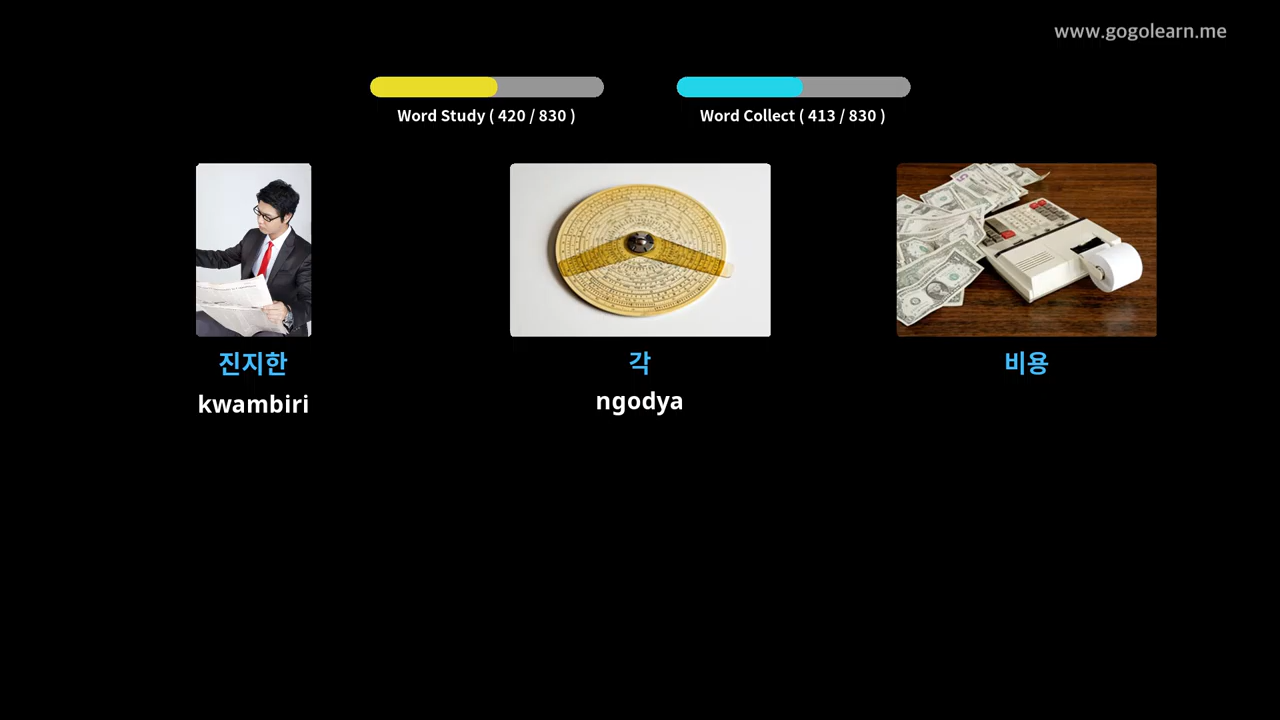 www.gogolearn.me
Word Study ( 420 / 830 )
Word Collect ( 413 / 830 )
진지한
각
비용
kwambiri
ngodya